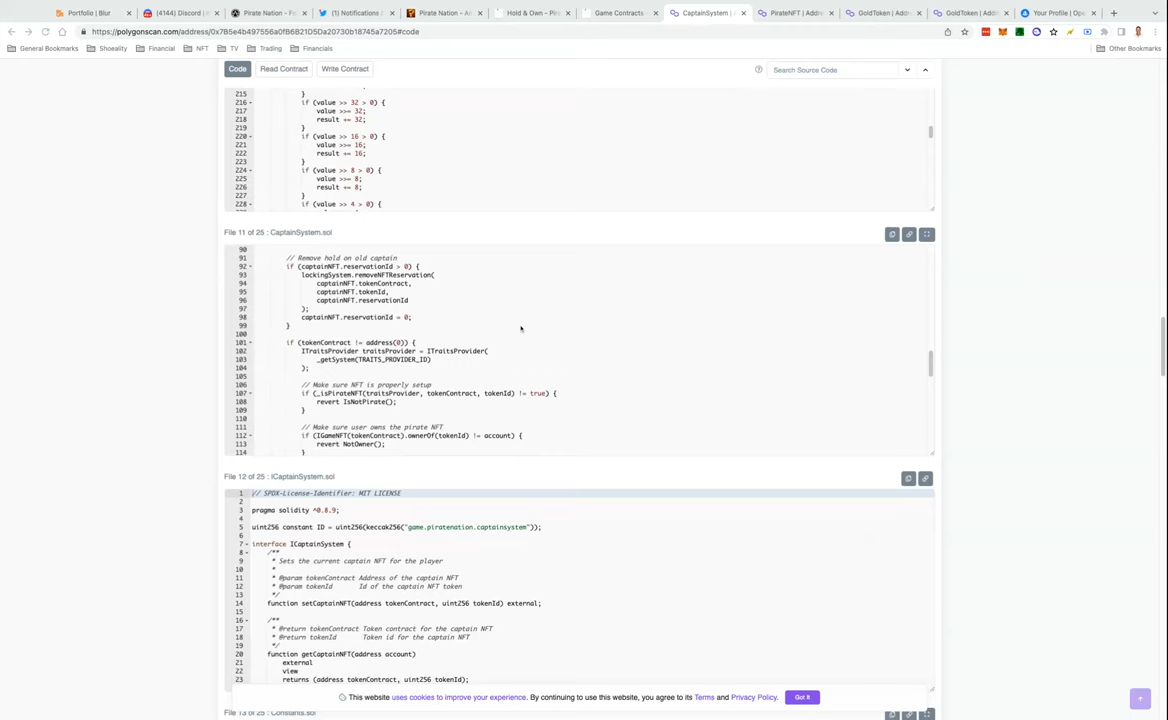 Portfolio | Blur
(4144) Discord |
Pirate Nation – Fo
(1) Notifications /
Pirate Nation – An
Hold & Own – Pira
Game Contracts
CaptainSystem | A
PirateNFT | Addre
GoldToken | Addre
GoldToken | Addre
Your Profile | Ope
https://polygonscan.com/address/0x7B5e4b497556a0fB6B21D5Da20730b18745a7205#code
General Bookmarks
Shoeality
Financial
NFT
TV
Trading
Financials
Other Bookmarks
Code
Read Contract
Write Contract
Search Source Code
215 }
216 if (value >> 32 > 0) {
217 value >>= 32;
218 result += 32;
219 }
220 if (value >> 16 > 0) {
221 value >>= 16;
222 result += 16;
223 }
224 if (value >> 8 > 0) {
225 value >>= 8;
226 result += 8;
227 }
228 if (value >> 4 > 0) {
File 11 of 25 : CaptainSystem.sol
90
91 // Remove hold on old captain
92 if (captainNFT.reservationId > 0) {
93 lockingSystem.removeNFTReservation(
94 captainNFT.tokenContract,
95 captainNFT.tokenId,
96 captainNFT.reservationId
97 );
98 captainNFT.reservationId = 0;
99 }
100
101 if (tokenContract != address(0)) {
102 ITraitsProvider traitsProvider = ITraitsProvider(
103 _getSystem(TRAITS_PROVIDER_ID)
104 );
105
106 // Make sure NFT is properly setup
107 if (_isPirateNFT(traitsProvider, tokenContract, tokenId) != true) {
108 revert IsNotPirate();
109 }
110
111 // Make sure user owns the pirate NFT
112 if (IGameNFT(tokenContract).ownerOf(tokenId) != account) {
113 revert NotOwner();
114 }
File 12 of 25 : ICaptainSystem.sol
1 // SPDX-License-Identifier: MIT LICENSE
2
3 pragma solidity ^0.8.9;
4
5 uint256 constant ID = uint256(keccak256("game.piratenation.captainsystem"));
6
7 interface ICaptainSystem {
8 /**
9 * Sets the current captain NFT for the player
10 *
11 * @param tokenContract Address of the captain NFT
12 * @param tokenId Id of the captain NFT token
13 */
14 function setCaptainNFT(address tokenContract, uint256 tokenId) external;
15
16 /**
17 * @return tokenContract Token contract for the captain NFT
18 * @return tokenId Token id for the captain NFT
19 */
20 function getCaptainNFT(address account)
21 external
22 view
23 returns (address tokenContract, uint256 tokenId);
This website uses cookies to improve your experience. By continuing to use this website, you agree to its Terms and Privacy Policy.
Got It
File 13 of 25 : Constants.sol